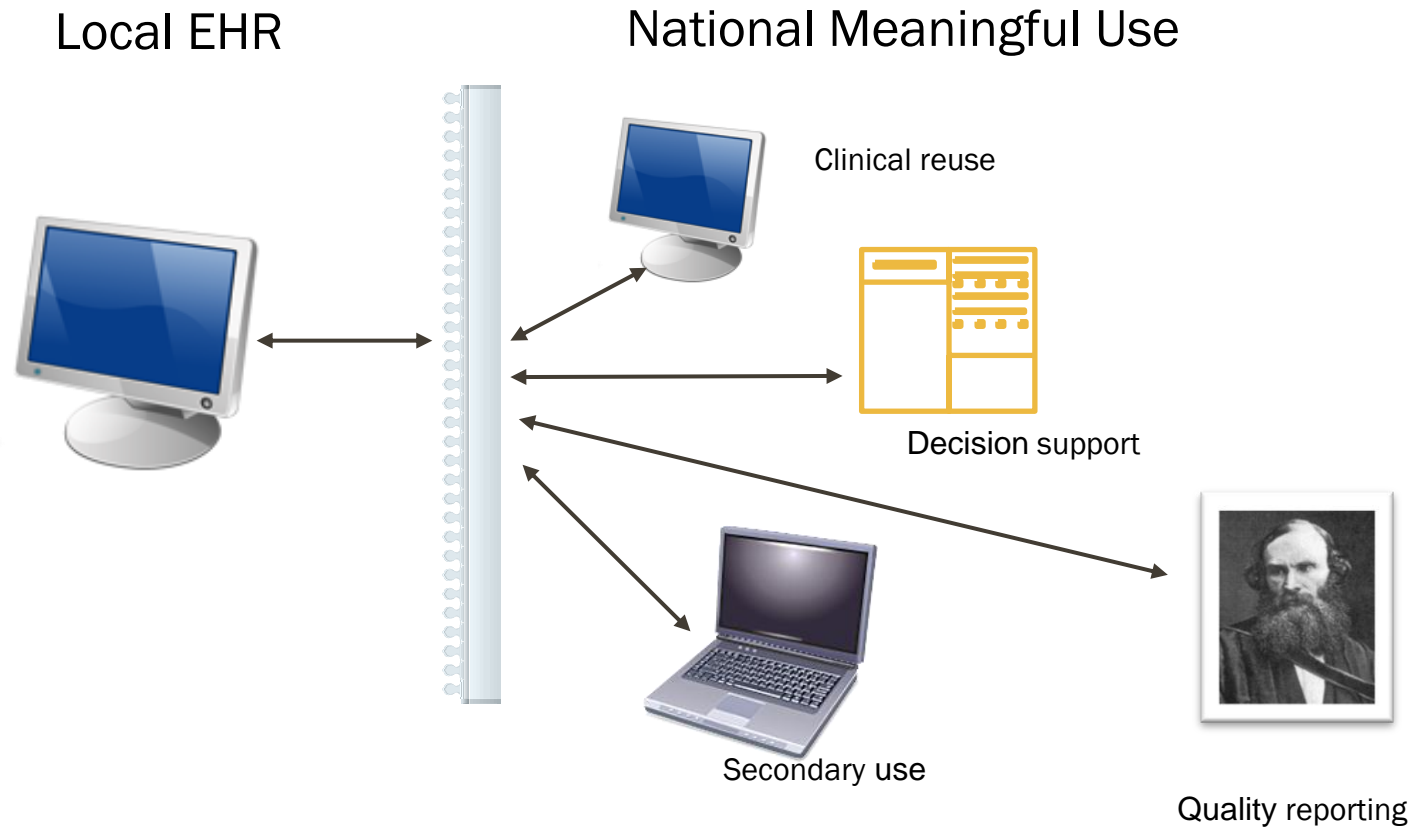 Local EHR
National Meaningful Use
Clinical reuse
Decision support
Secondary use
Quality reporting